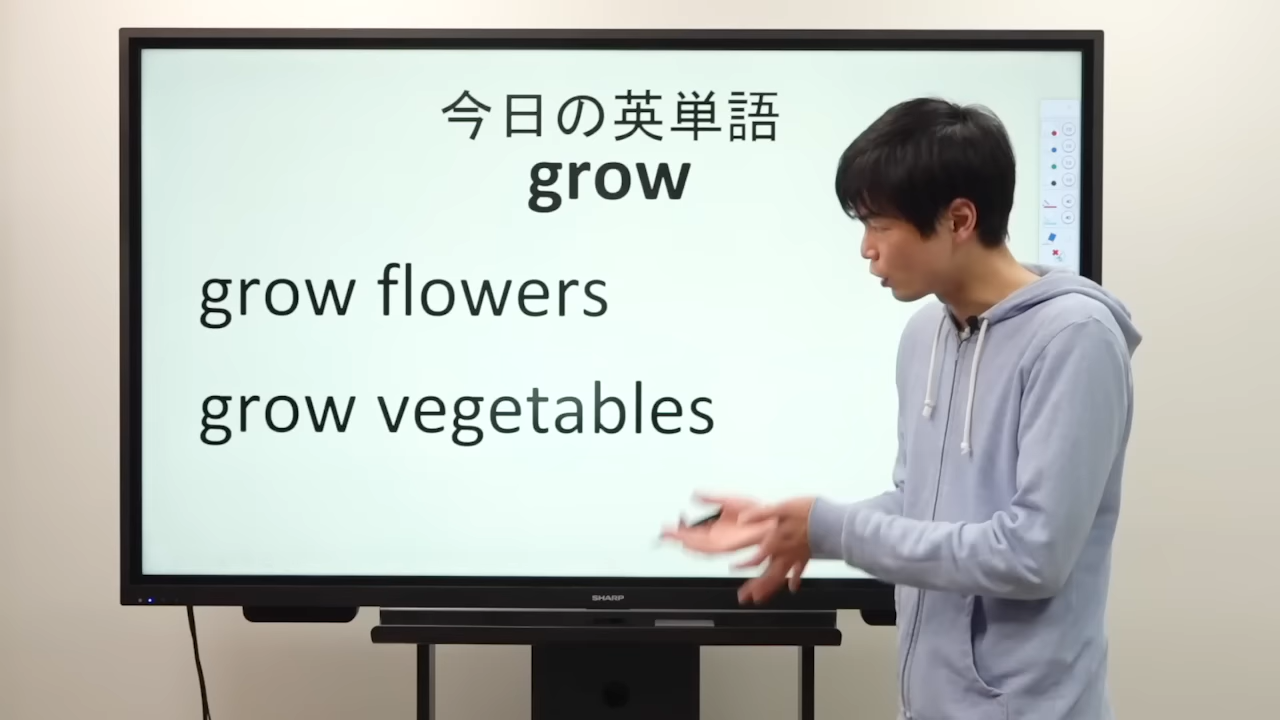 今日の英単語
grow
grow flowers
grow vegetables
SHARP